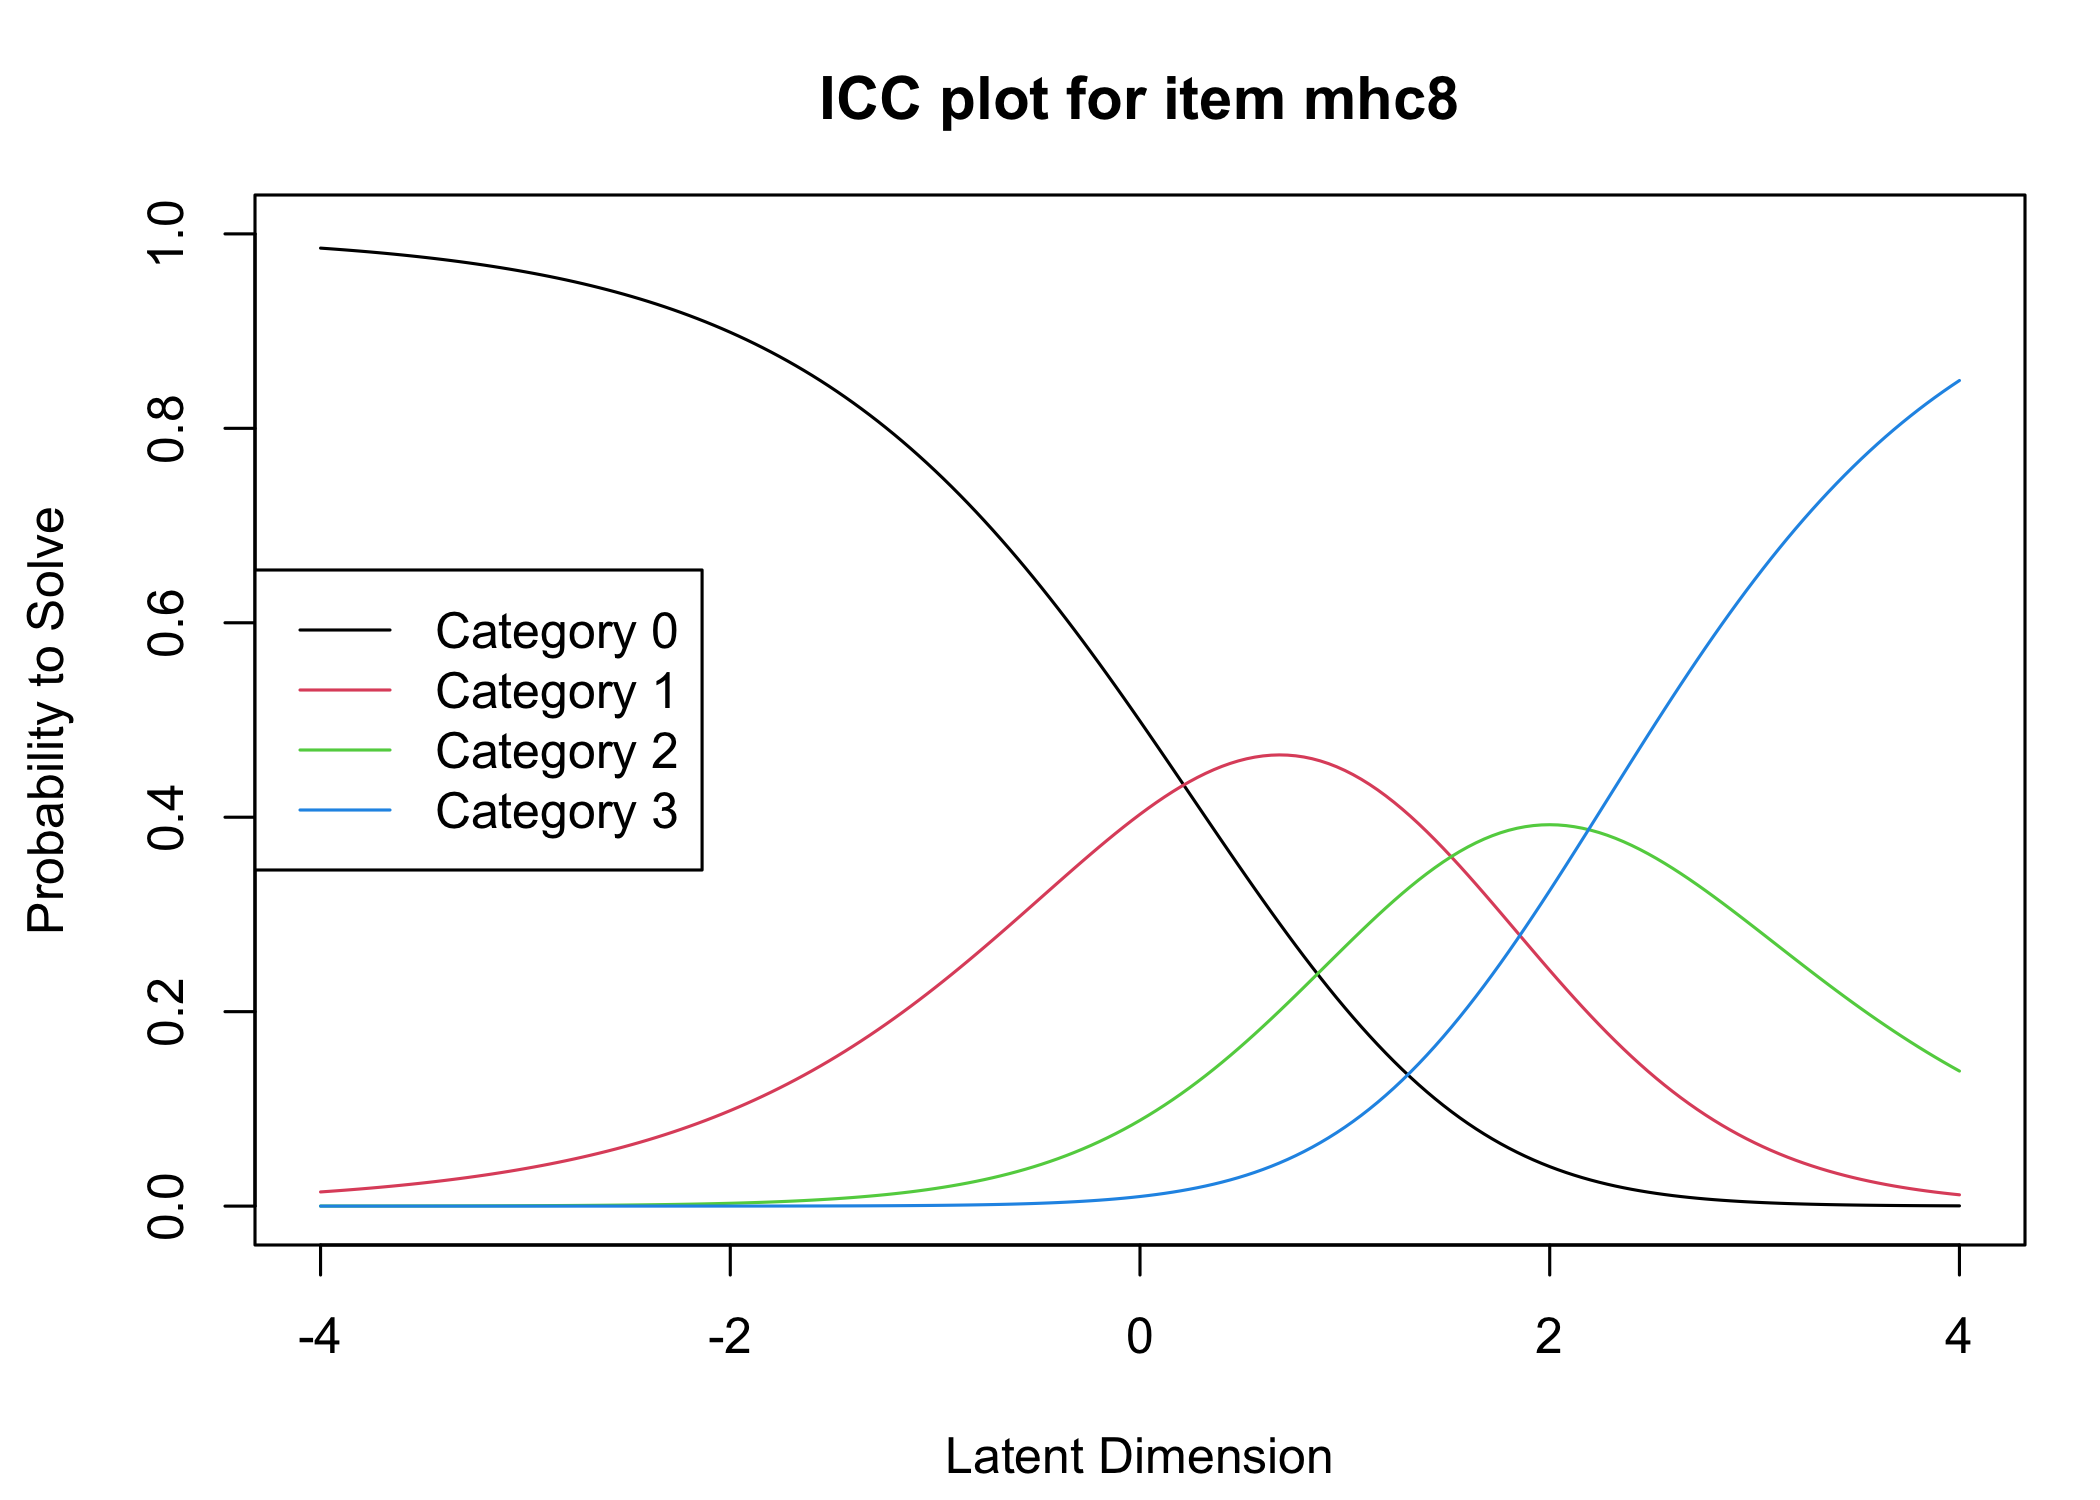 ICC plot for item mhc8
Probability to Solve
1.0
0.8
0.6
0.4
0.2
0.0
Category 0
Category 1
Category 2
Category 3
-4 -2 0 2 4
Latent Dimension